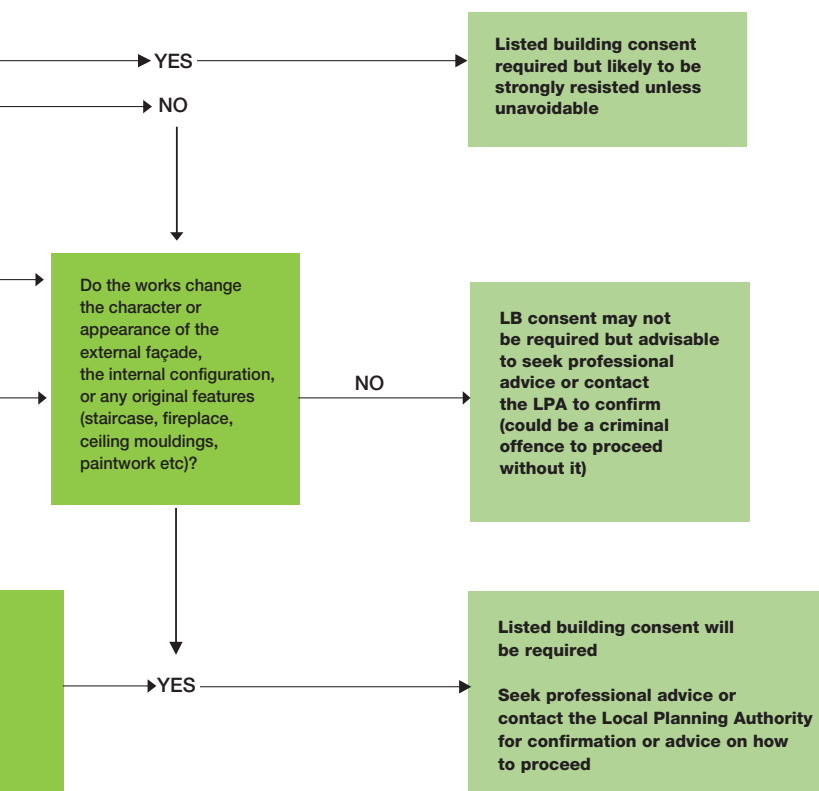 YES
Listed building consent
required but likely to be
strongly resisted unless
unavoidable
NO
Do the works change
the character or
appearance of the
external façade,
the internal configuration,
or any original features
(staircase, fireplace,
ceiling mouldings,
paintwork etc)?
NO
LB consent may not
be required but advisable
to seek professional
advice or contact
the LPA to confirm
(could be a criminal
offence to proceed
without it)
YES
Listed building consent will
be required
Seek professional advice or
contact the Local Planning Authority
for confirmation or advice on how
to proceed